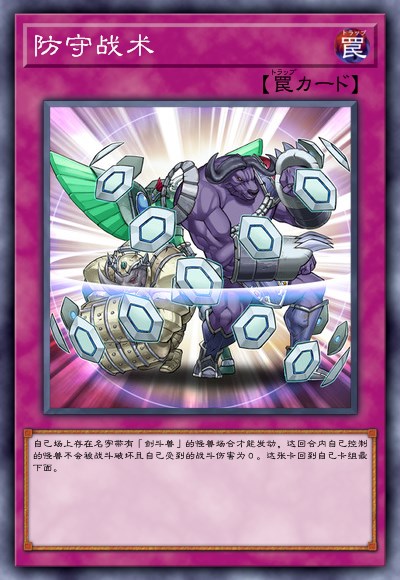 防守战术
罠
トラップ
【罠カード】
トラップ
自己场上存在名字带有「剑斗兽」的怪兽场合才能发动。这回合内自己控制
的怪兽不会被战斗破坏且自己受到的战斗伤害为0。这张卡回到自己卡组最
下面。